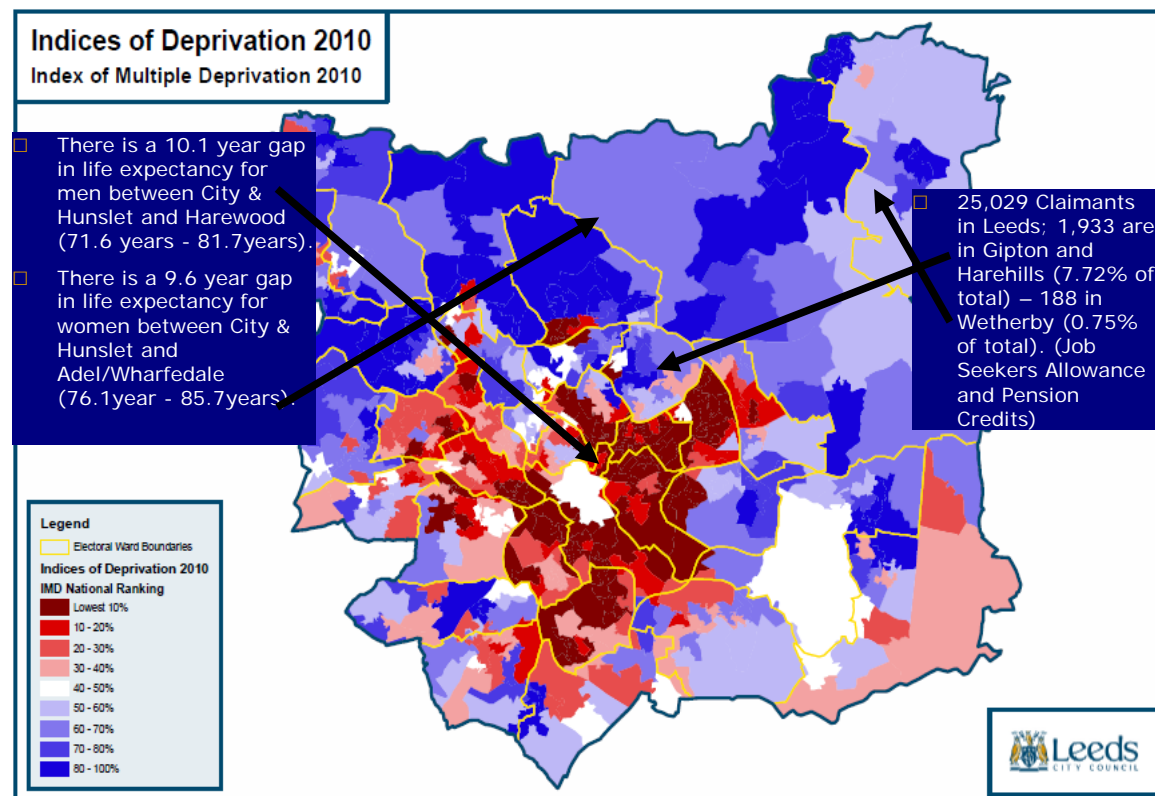 Indices of Deprivation 2010
Index of Multiple Deprivation 2010
There is a 10.1 year gap
in life expectancy for
men between City &
Hunslet and Harewood
(71.6 years - 81.7years).
There is a 9.6 year gap
in life expectancy for
women between City &
Hunslet and
Adel/Wharfedale
(76.1year - 85.7years).
25,029 Claimants
in Leeds; 1,933 are
in Gipton and
Harehills (7.72% of
total) – 188 in
Wetherby (0.75%
of total). (Job
Seekers Allowance
and Pension
Credits)
Legend
Electoral Ward Boundaries
Indices of Deprivation 2010
IMD National Ranking
Lowest 10%
10 - 20%
20 - 30%
30 - 40%
40 - 50%
50 - 60%
60 - 70%
70 - 80%
80 - 100%
Leeds
CITY COUNCIL